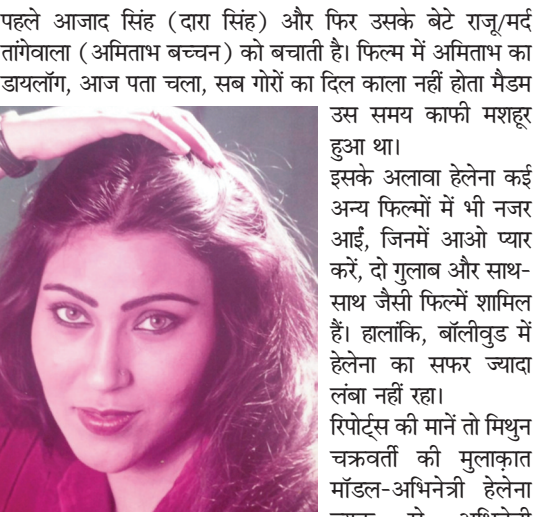 पहले आजाद सिंह (दारा सिंह) और फिर उसके बेटे राजू/मर्द
तांगेवाला (अमिताभ बच्चन) को बचाती है। फिल्म में अमिताभ का
डायलॉग, आज पता चला, सब गोरों का दिल काला नहीं होता मैडम
उस समय काफी मशहूर
हुआ था।
इसके अलावा हेलेना कई
अन्य फिल्मों में भी नजर
आईं, जिनमें आओ प्यार
करें, दो गुलाब और साथ-
साथ जैसी फिल्में शामिल
हैं। हालांकि, बॉलीवुड में
हेलेना का सफर ज्यादा
लंबा नहीं रहा।
रिपोर्ट्स की मानें तो मिथुन
चक्रवर्ती की मुलाक़ात
मॉडल-अभिनेत्री हेलेना